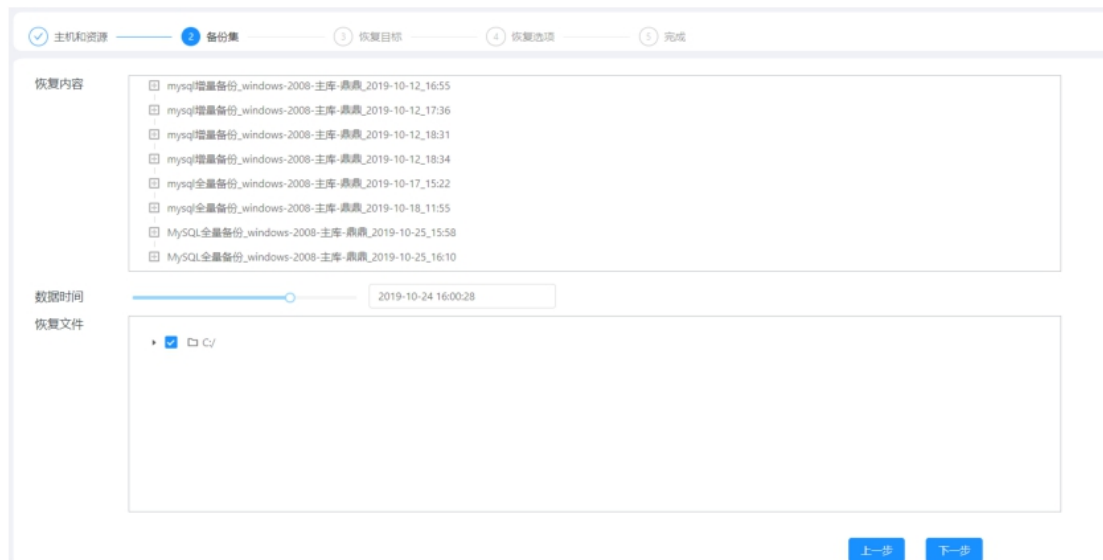 主机和资源 2 备份集 3 恢复目标 4 恢复选项 5 完成
恢复内容
mysql增量备份_windows-2008-主库-鼎鼎_2019-10-12_16:55
mysql增量备份_windows-2008-主库-鼎鼎_2019-10-12_17:36
mysql增量备份_windows-2008-主库-鼎鼎_2019-10-12_18:31
mysql增量备份_windows-2008-主库-鼎鼎_2019-10-12_18:34
mysql全量备份_windows-2008-主库-鼎鼎_2019-10-17_15:22
mysql全量备份_windows-2008-主库-鼎鼎_2019-10-18_11:55
MySQL全量备份_windows-2008-主库-鼎鼎_2019-10-25_15:58
MySQL全量备份_windows-2008-主库-鼎鼎_2019-10-25_16:10
数据时间 2019-10-24 16:00:28
恢复文件
C:/
上一步 下一步